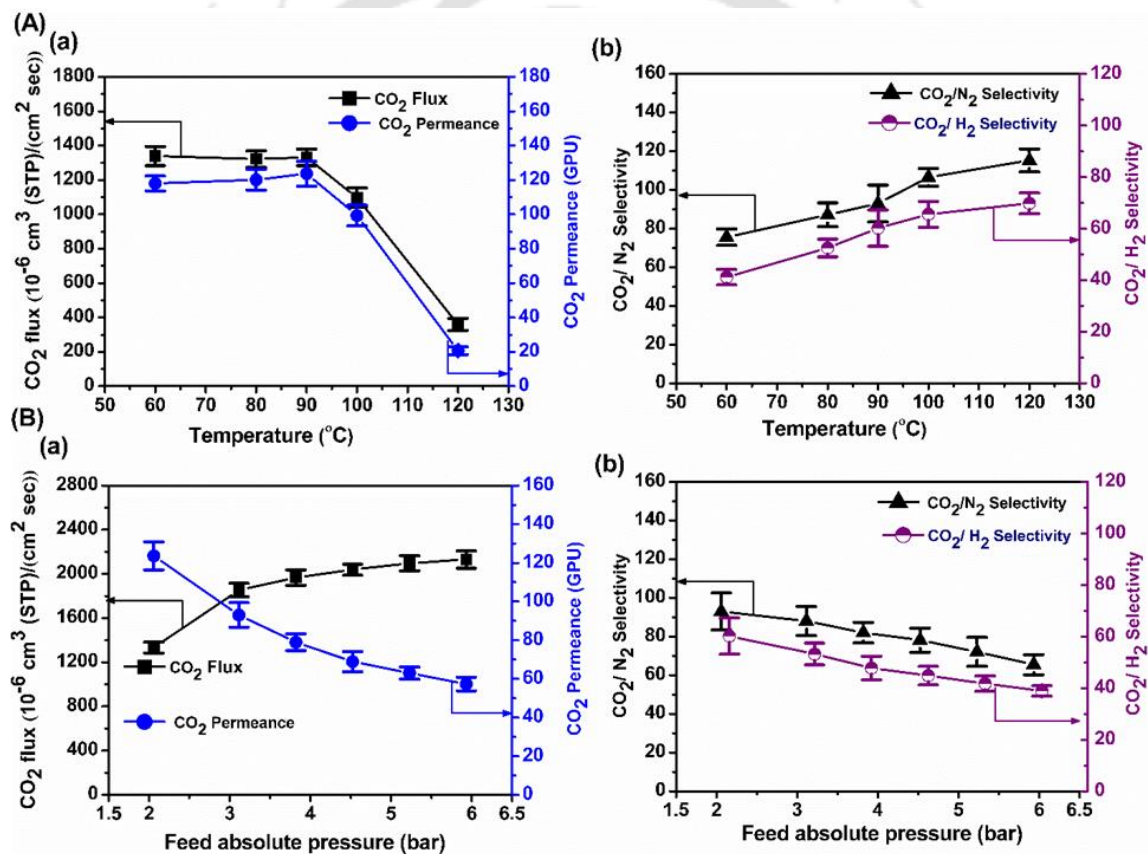 (A)
(a)
CO2 flux (10-6 cm3 (STP)/(cm2 sec))
1800
1600
1400
1200
1000
800
600
400
200
0
CO2 Flux
CO2 Permeance
180
160
140
120
100
80
60
40
20
0
CO2 Permeance (GPU)
50 60 70 80 90 100 110 120 130
Temperature (oC)
(b)
CO2/ N2 Selectivity
160
140
120
100
80
60
40
20
0
CO2/N2 Selectivity
CO2/ H2 Selectivity
120
100
80
60
40
20
0
CO2/ H2 Selectivity
50 60 70 80 90 100 110 120 130
Temperature (oC)
(B)
(a)
CO2 flux (10-6 cm3 (STP)/(cm2 sec))
2800
2400
2000
1600
1200
800
400
0
CO2 Flux
CO2 Permeance
160
140
120
100
80
60
40
20
0
CO2 Permeance (GPU)
1.5 2 3 4 5 6 6.5
Feed absolute pressure (bar)
(b)
CO2/ N2 Selectivity
160
140
120
100
80
60
40
20
0
CO2/N2 Selectivity
CO2/ H2 Selectivity
120
100
80
60
40
20
0
CO2/ H2 Selectivity
1.5 2 3 4 5 6 6.5
Feed absolute pressure (bar)